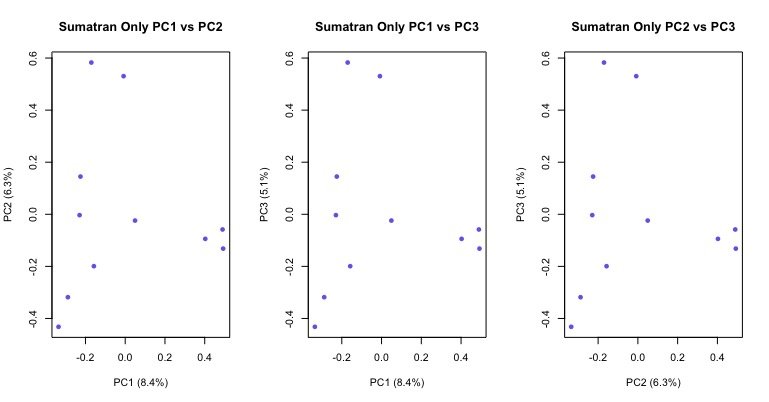 Sumatran Only PC1 vs PC2
PC2 (6.3%)
0.6
0.4
0.2
0.0
-0.2
-0.4
-0.2 0.0 0.2 0.4
PC1 (8.4%)
Sumatran Only PC1 vs PC3
PC3 (5.1%)
0.6
0.4
0.2
0.0
-0.2
-0.4
-0.2 0.0 0.2 0.4
PC1 (8.4%)
Sumatran Only PC2 vs PC3
PC3 (5.1%)
0.6
0.4
0.2
0.0
-0.2
-0.4
-0.2 0.0 0.2 0.4
PC2 (6.3%)